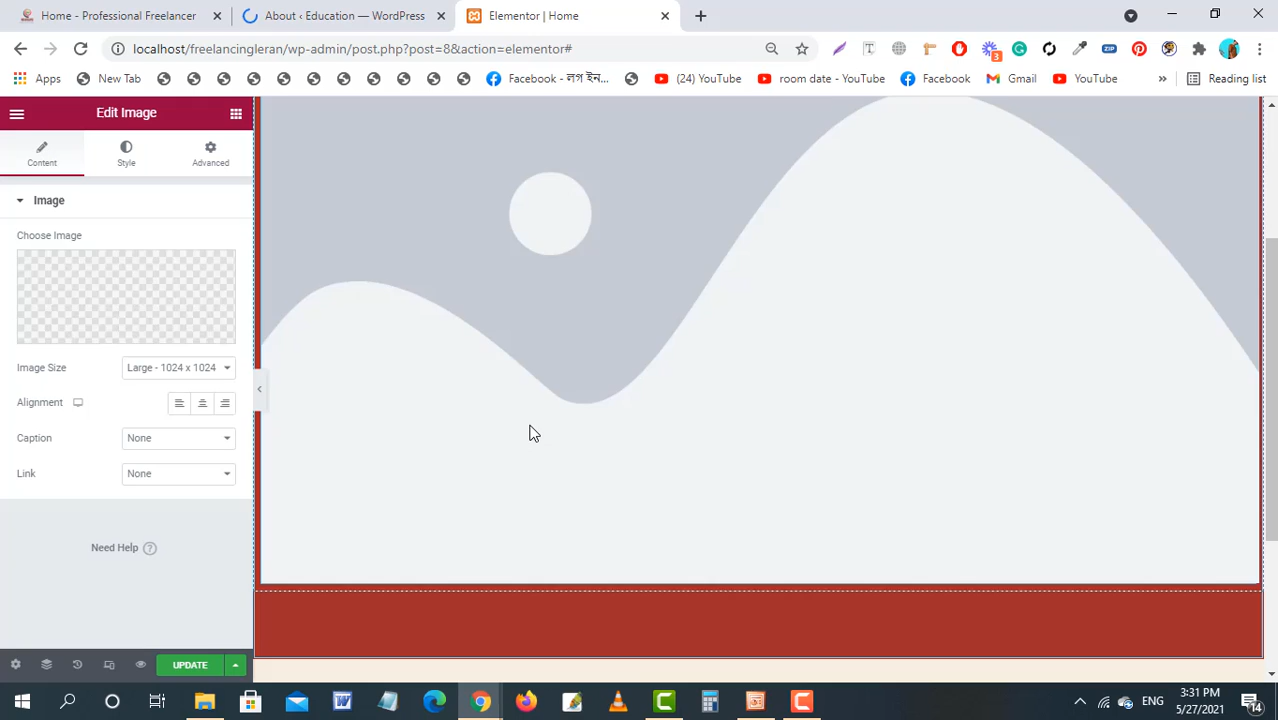 Home - Professional Freelancer
About ‹ Education — WordPress
Elementor | Home
localhost/freelancingleran/wp-admin/post.php?post=8&action=elementor#
ZIP
3
Apps
New Tab
Facebook - লগ ইন...
(24) YouTube
room date - YouTube
Facebook
Gmail
YouTube
»
Reading list
Edit Image
Content
Style
Advanced
Image
Choose Image
Image Size
Large - 1024 x 1024
Alignment
Caption
None
Link
None
Need Help ?
UPDATE
ENG
3:31 PM
5/27/2021
14